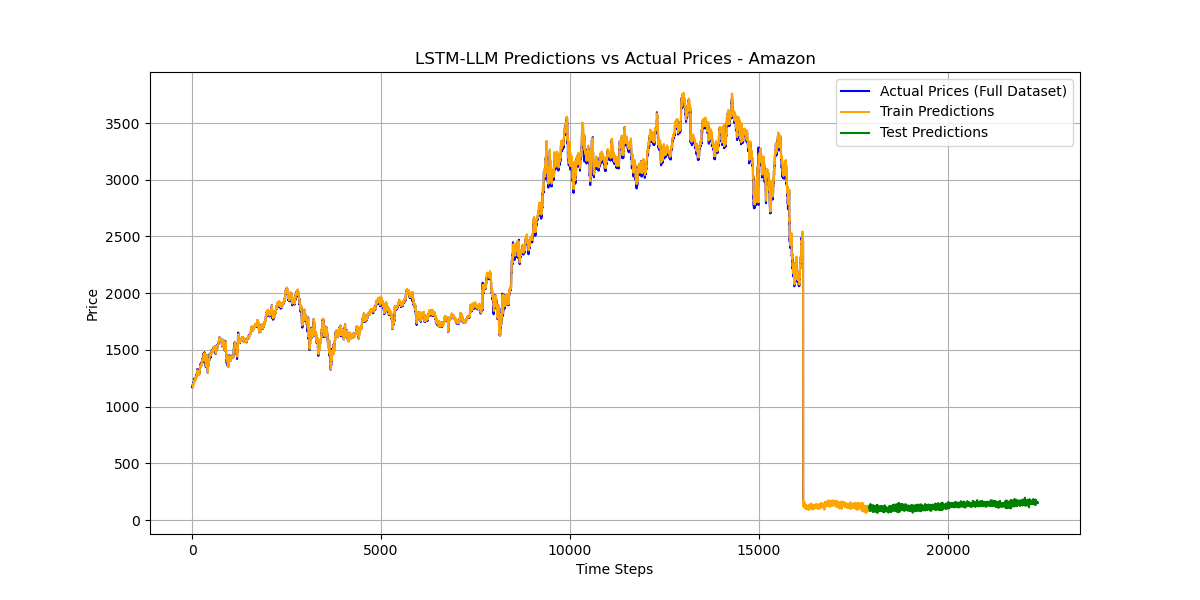 LSTM-LLM Predictions vs Actual Prices - Amazon
Actual Prices (Full Dataset)
Train Predictions
Test Predictions
Price
3500
3000
2500
2000
1500
1000
500
0
0
5000
10000
15000
20000
Time Steps